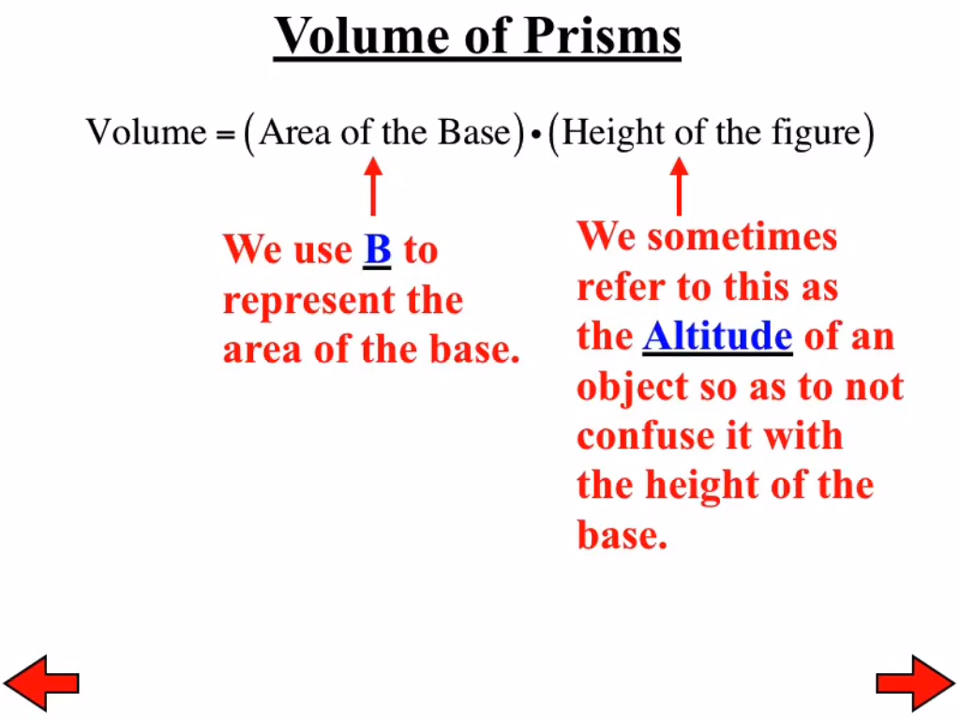 Volume of Prisms
Volume = (Area of the Base) • (Height of the figure)
We use B to
represent the
area of the base.
We sometimes
refer to this as
the Altitude of an
object so as to not
confuse it with
the height of the
base.